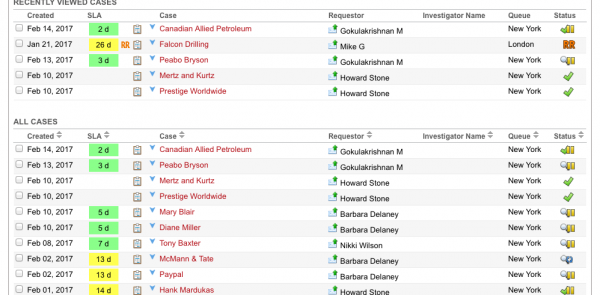 RECENTLY VIEWED CASES
Created SLA Case Requestor Investigator Name Queue Status
Feb 14, 2017 2 d Canadian Allied Petroleum Gokulakrishnan M New York
Jan 21, 2017 26 d RR Falcon Drilling Mike G London RR
Feb 13, 2017 3 d Peabo Bryson Gokulakrishnan M New York
Feb 10, 2017 Mertz and Kurtz Howard Stone New York
Feb 10, 2017 Prestige Worldwide Howard Stone New York
ALL CASES
Created SLA Case Requestor Investigator Name Queue Status
Feb 14, 2017 2 d Canadian Allied Petroleum Gokulakrishnan M New York
Feb 13, 2017 3 d Peabo Bryson Gokulakrishnan M New York
Feb 10, 2017 Mertz and Kurtz Howard Stone New York
Feb 10, 2017 Prestige Worldwide Howard Stone New York
Feb 10, 2017 5 d Mary Blair Barbara Delaney New York
Feb 10, 2017 5 d Diane Miller Barbara Delaney New York
Feb 08, 2017 7 d Tony Baxter Nikki Wilson New York
Feb 02, 2017 13 d McMann & Tate Barbara Delaney New York
Feb 02, 2017 13 d Paypal Barbara Delaney New York
Feb 01, 2017 14 d Hank Mardukas Howard Stone New York